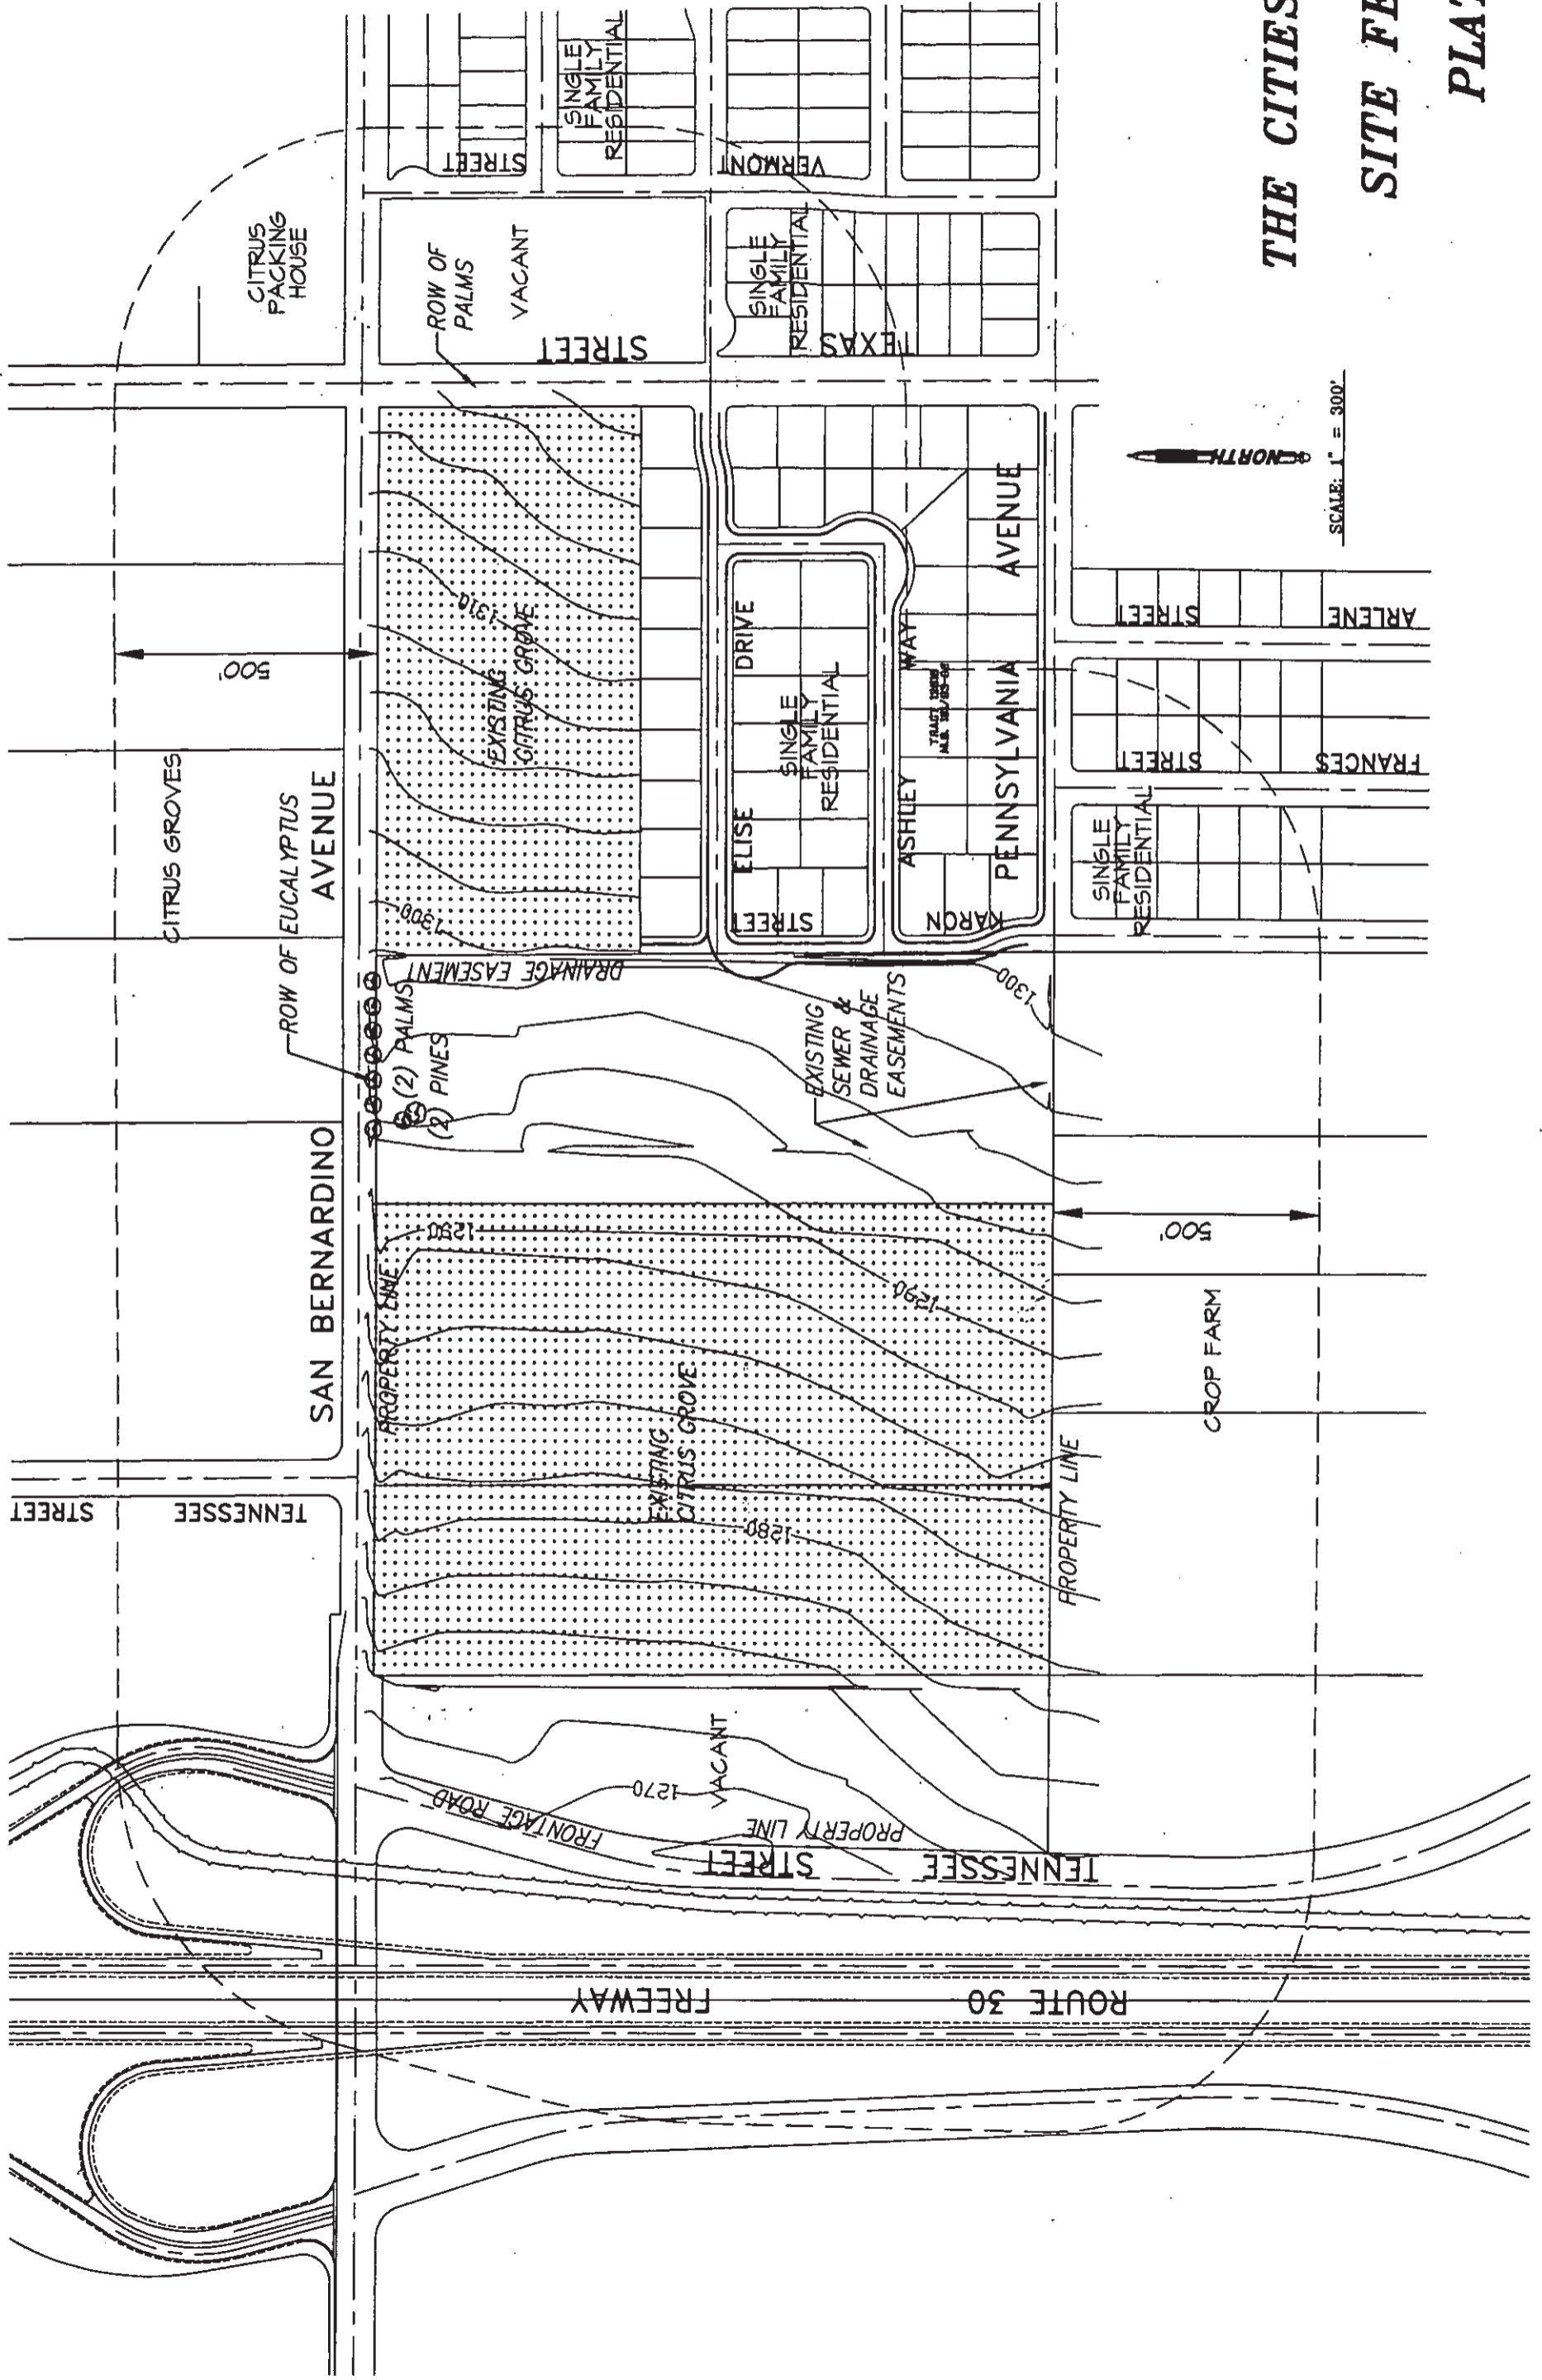 THE CITIES
SITE FE
PLAT
CITRUS
PACKING
HOUSE
SINGLE
FAMILY
RESIDENTIAL
STREET
VERMONT
ROW OF
PALMS
VACANT
STREET
TEXAS
SINGLE
FAMILY
RESIDENTIAL
NORTH
SCALE: 1" = 300'
500'
CITRUS GROVES
ROW OF EUCALYPTUS
AVENUE
SAN BERNARDINO
1310
EXISTING
CITRUS GROVE
1300
ELISE DRIVE
SINGLE
FAMILY
RESIDENTIAL
ASHLEY WAY
PENNSYLVANIA AVENUE
STREET
KARON
STREET
ARLENE
STREET
FRANCES
SINGLE
FAMILY
RESIDENTIAL
DRAINAGE EASEMENT
(2) PALMS
(2) PINES
EXISTING
SEWER &
DRAINAGE
EASEMENTS
1300
1290
1290
PROPERTY LINE
EXISTING
CITRUS GROVE
1280
500'
CROP FARM
PROPERTY LINE
STREET
TENNESSEE
VACANT
1270
FRONTAGE ROAD
PROPERTY LINE
STREET
TENNESSEE
FREEWAY
ROUTE 30